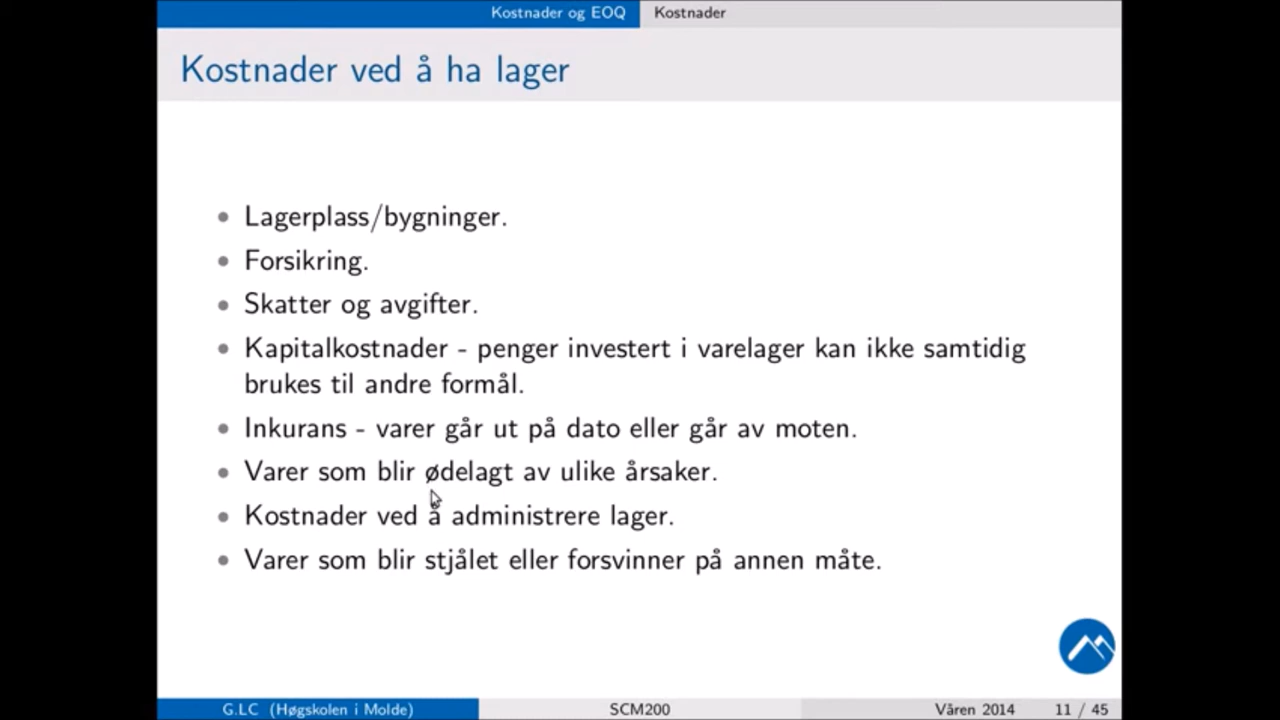 Kostnader og EOQ Kostnader
Kostnader ved å ha lager
Lagerplass/bygninger.
Forsikring.
Skatter og avgifter.
Kapitalkostnader - penger investert i varelager kan ikke samtidig
brukes til andre formål.
Inkurans - varer går ut på dato eller går av moten.
Varer som blir ødelagt av ulike årsaker.
Kostnader ved å administrere lager.
Varer som blir stjålet eller forsvinner på annen måte.
G.LC (Høgskolen i Molde) SCM200 Våren 2014 11 / 45